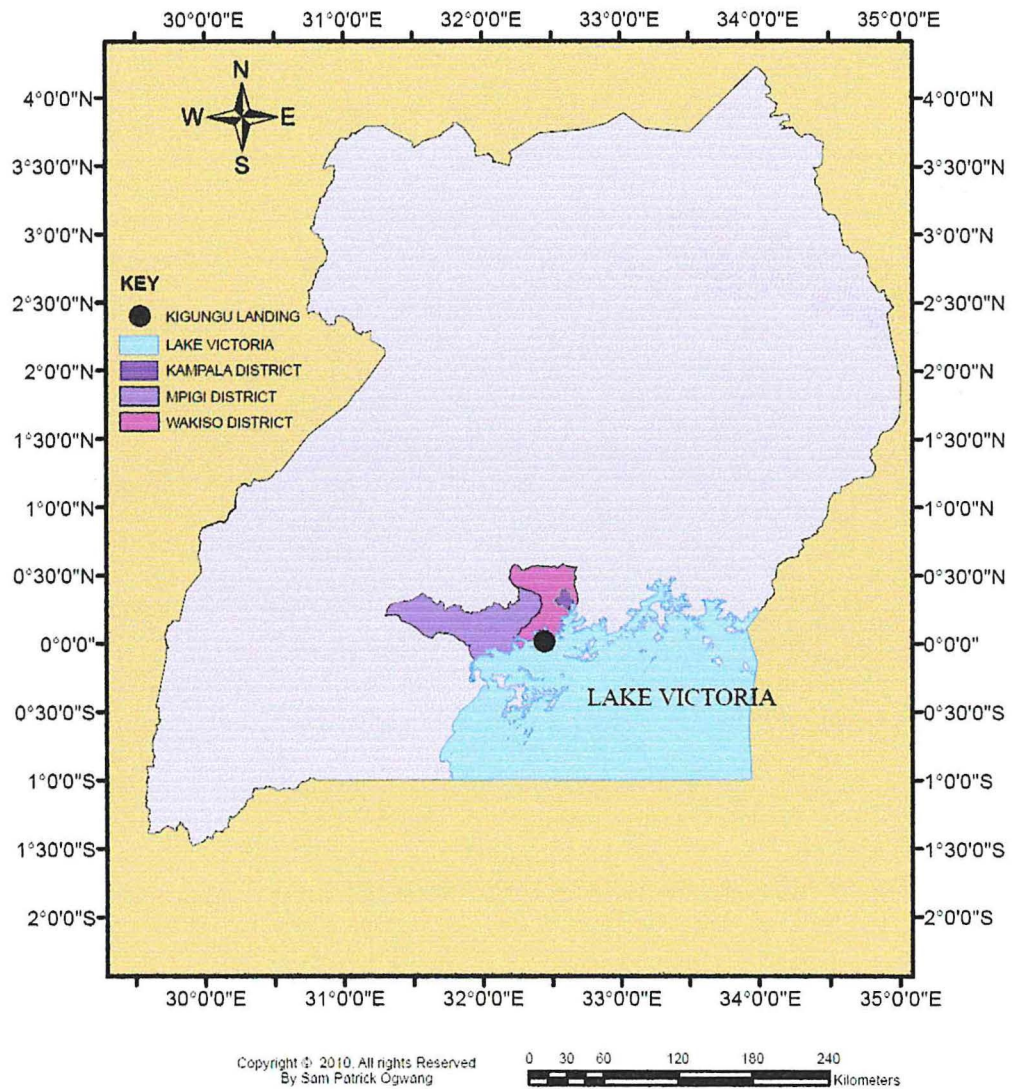 30°0'0"E 31°0'0"E 32°0'0"E 33°0'0"E 34°0'0"E 35°0'0"E
N
W E
S
4°0'0"N 4°0'0"N
3°30'0"N 3°30'0"N
3°0'0"N 3°0'0"N
KEY
2°30'0"N 2°30'0"N
KIGUNGU LANDING
LAKE VICTORIA
2°0'0"N KAMPALA DISTRICT 2°0'0"N
MPIGI DISTRICT
1°30'0"N WAKISO DISTRICT 1°30'0"N
1°0'0"N 1°0'0"N
0°30'0"N 0°30'0"N
0°0'0" 0°0'0"
LAKE VICTORIA
0°30'0"S 0°30'0"S
1°0'0"S 1°0'0"S
1°30'0"S 1°30'0"S
2°0'0"S 2°0'0"S
30°0'0"E 31°0'0"E 32°0'0"E 33°0'0"E 34°0'0"E 35°0'0"E
Copyright © 2010, All rights Reserved
By Sam Patrick Ogwang
0 30 60 120 180 240
Kilometers